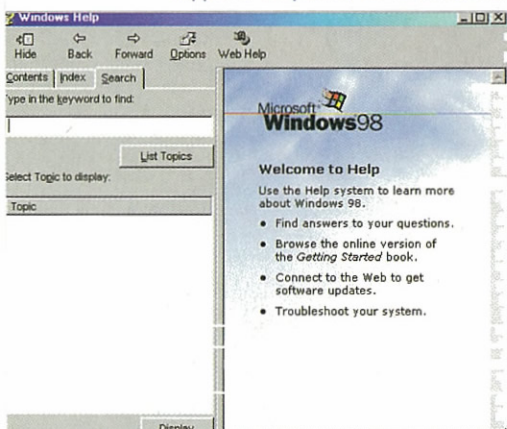 Windows Help
Hide Back Forward Options Web Help
Contents Index Search
Type in the keyword to find:
List Topics
Select Topic to display:
Topic
Display
Microsoft
Windows98
Welcome to Help
Use the Help system to learn more
about Windows 98.
• Find answers to your questions.
• Browse the online version of
the Getting Started book.
• Connect to the Web to get
software updates.
• Troubleshoot your system.